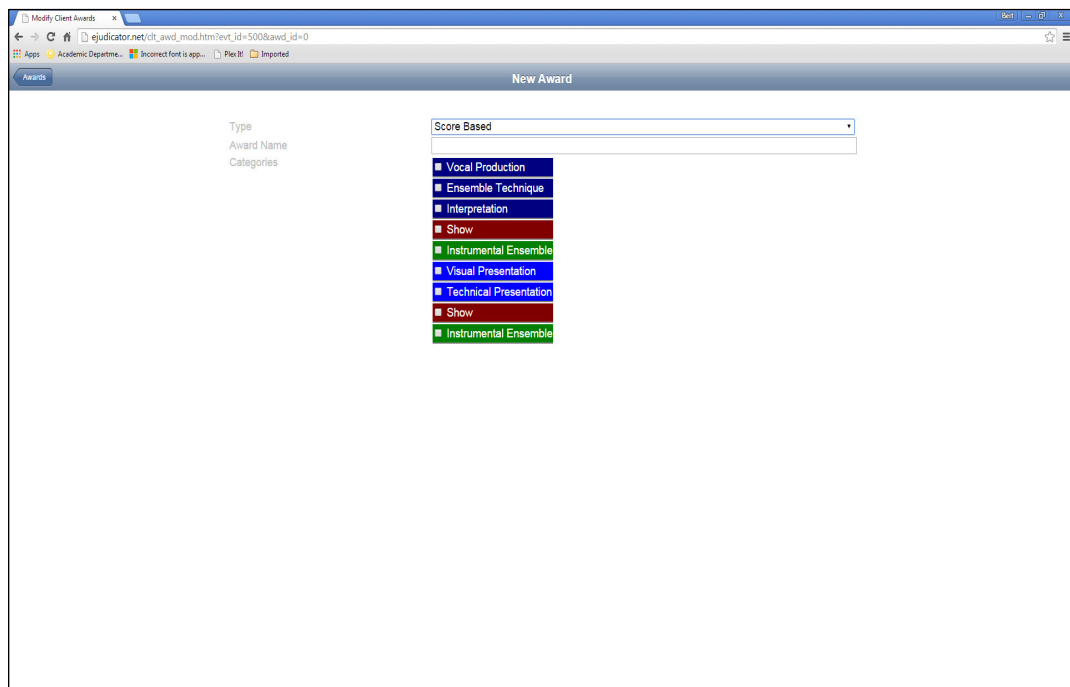 Modify Client Awards
Bert
ejudicator.net/clt_awd_mod.htm?evt_id=500&awd_id=0
Apps Academic Departme... Incorrect font is app... Plex It! Imported
Awards New Award
Type Score Based
Award Name
Categories
Vocal Production
Ensemble Technique
Interpretation
Show
Instrumental Ensemble
Visual Presentation
Technical Presentation
Show
Instrumental Ensemble